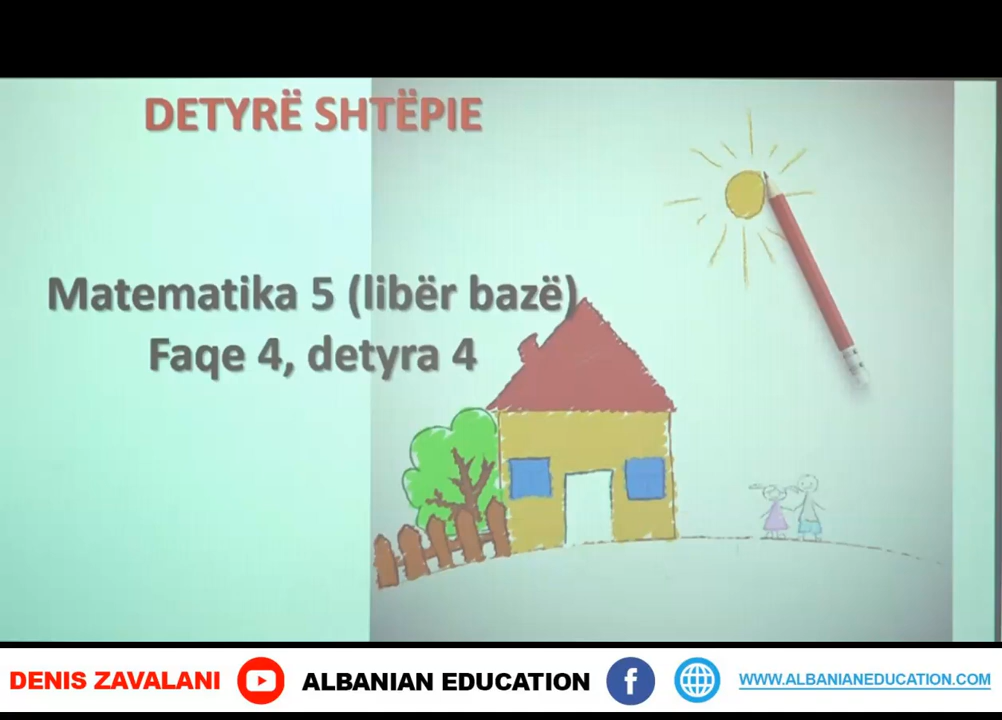 DETYRË SHTËPIE
Matematika 5 (libër bazë)
Faqe 4, detyra 4
DENIS ZAVALANI ALBANIAN EDUCATION WWW.ALBANIANEDUCATION.COM